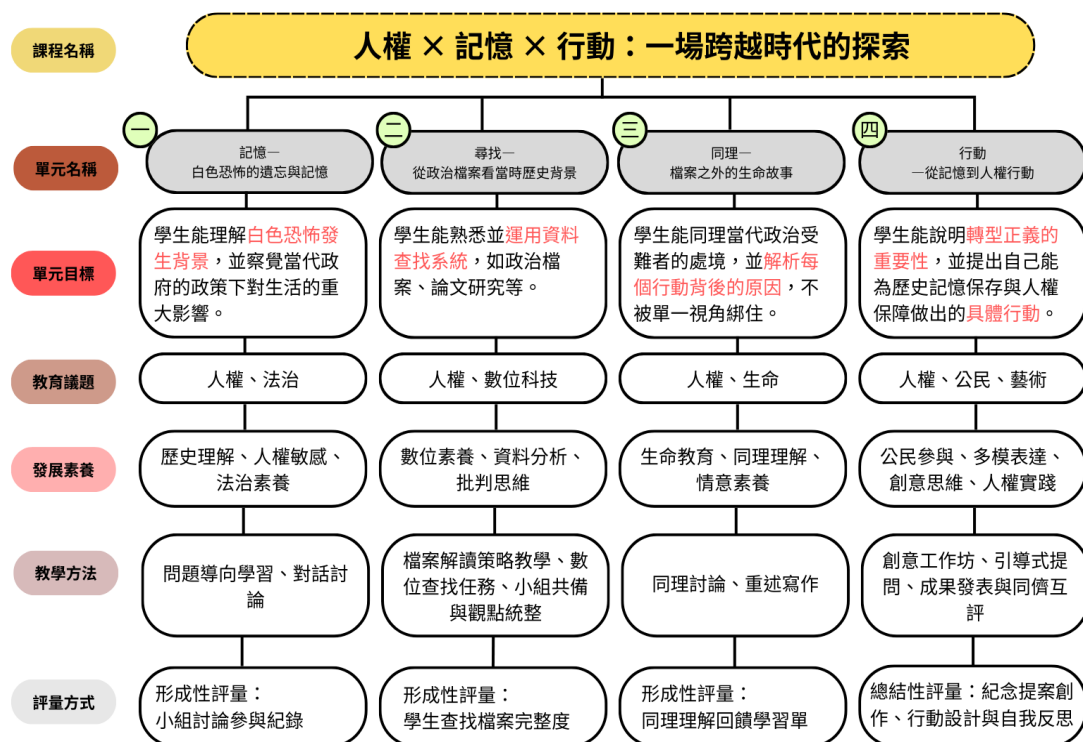 課程名稱
人權 × 記憶 × 行動：一場跨越時代的探索
單元名稱
一
記憶—
白色恐怖的遺忘與記憶
二
尋找—
從政治檔案看當時歷史背景
三
同理—
檔案之外的生命故事
四
行動
—從記憶到人權行動
單元目標
學生能理解白色恐怖發
生背景，並察覺當代政
府的政策下對生活的重
大影響。
學生能熟悉並運用資料
查找系統，如政治檔
案、論文研究等。
學生能同理當代政治受
難者的處境，並解析每
個行動背後的原因，不
被單一視角綁住。
學生能說明轉型正義的
重要性，並提出自己能
為歷史記憶保存與人權
保障做出的具體行動。
教育議題
人權、法治
人權、數位科技
人權、生命
人權、公民、藝術
發展素養
歷史理解、人權敏感、
法治素養
數位素養、資料分析、
批判思維
生命教育、同理理解、
情意素養
公民參與、多模表達、
創意思維、人權實踐
教學方法
問題導向學習、對話討
論
檔案解讀策略教學、數
位查找任務、小組共備
與觀點統整
同理討論、重述寫作
創意工作坊、引導式提
問、成果發表與同儕互
評
評量方式
形成性評量：
小組討論參與紀錄
形成性評量：
學生查找檔案完整度
形成性評量：
同理理解回饋學習單
總結性評量：紀念提案創
作、行動設計與自我反思